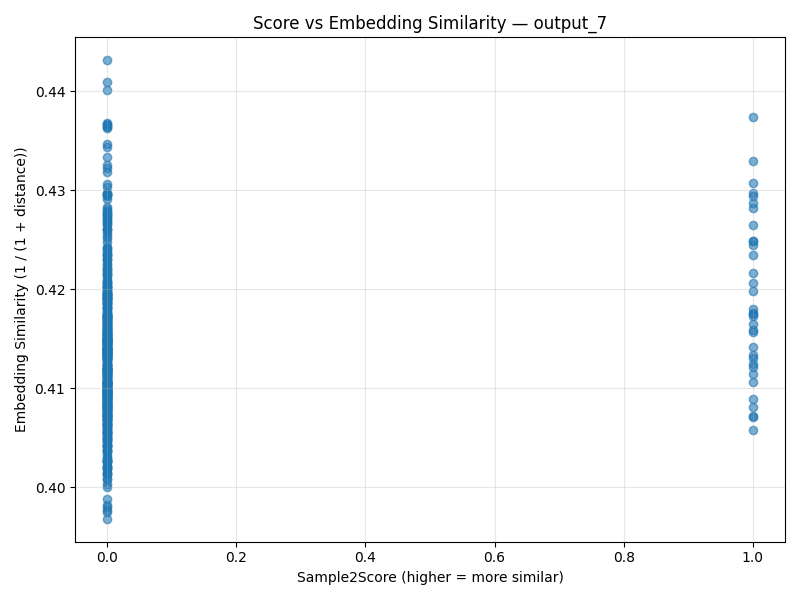 Score vs Embedding Similarity — output_7
Embedding Similarity (1 / (1 + distance))
0.44
0.43
0.42
0.41
0.40
0.0 0.2 0.4 0.6 0.8 1.0
Sample2Score (higher = more similar)